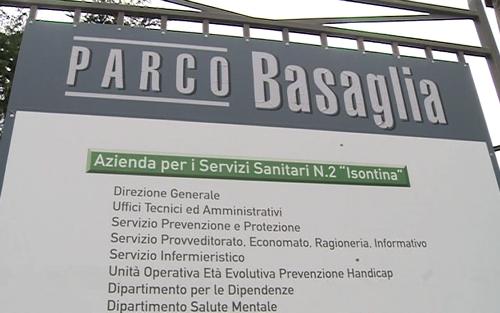 PARCO Basaglia
Azienda per i Servizi Sanitari N.2 "Isontina"
Direzione Generale
Uffici Tecnici ed Amministrativi
Servizio Prevenzione e Protezione
Servizio Provveditorato, Economato, Ragioneria, Informativo
Servizio Infermieristico
Unità Operativa Età Evolutiva Prevenzione Handicap
Dipartimento per le Dipendenze
Dipartimento Salute Mentale